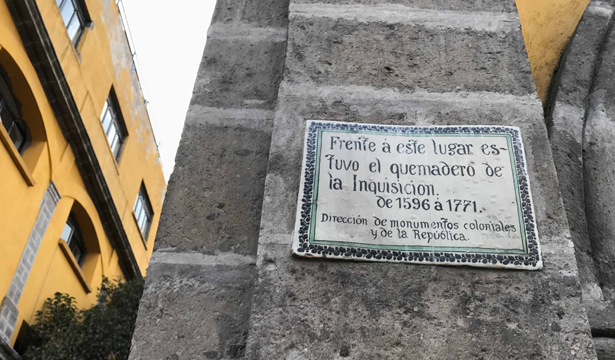 Frente á este lugar es-
tuvo el quemadero de
la Inquisicion.
de 1596 á 1771.
Dirección de monumentos coloniales
y de la República.